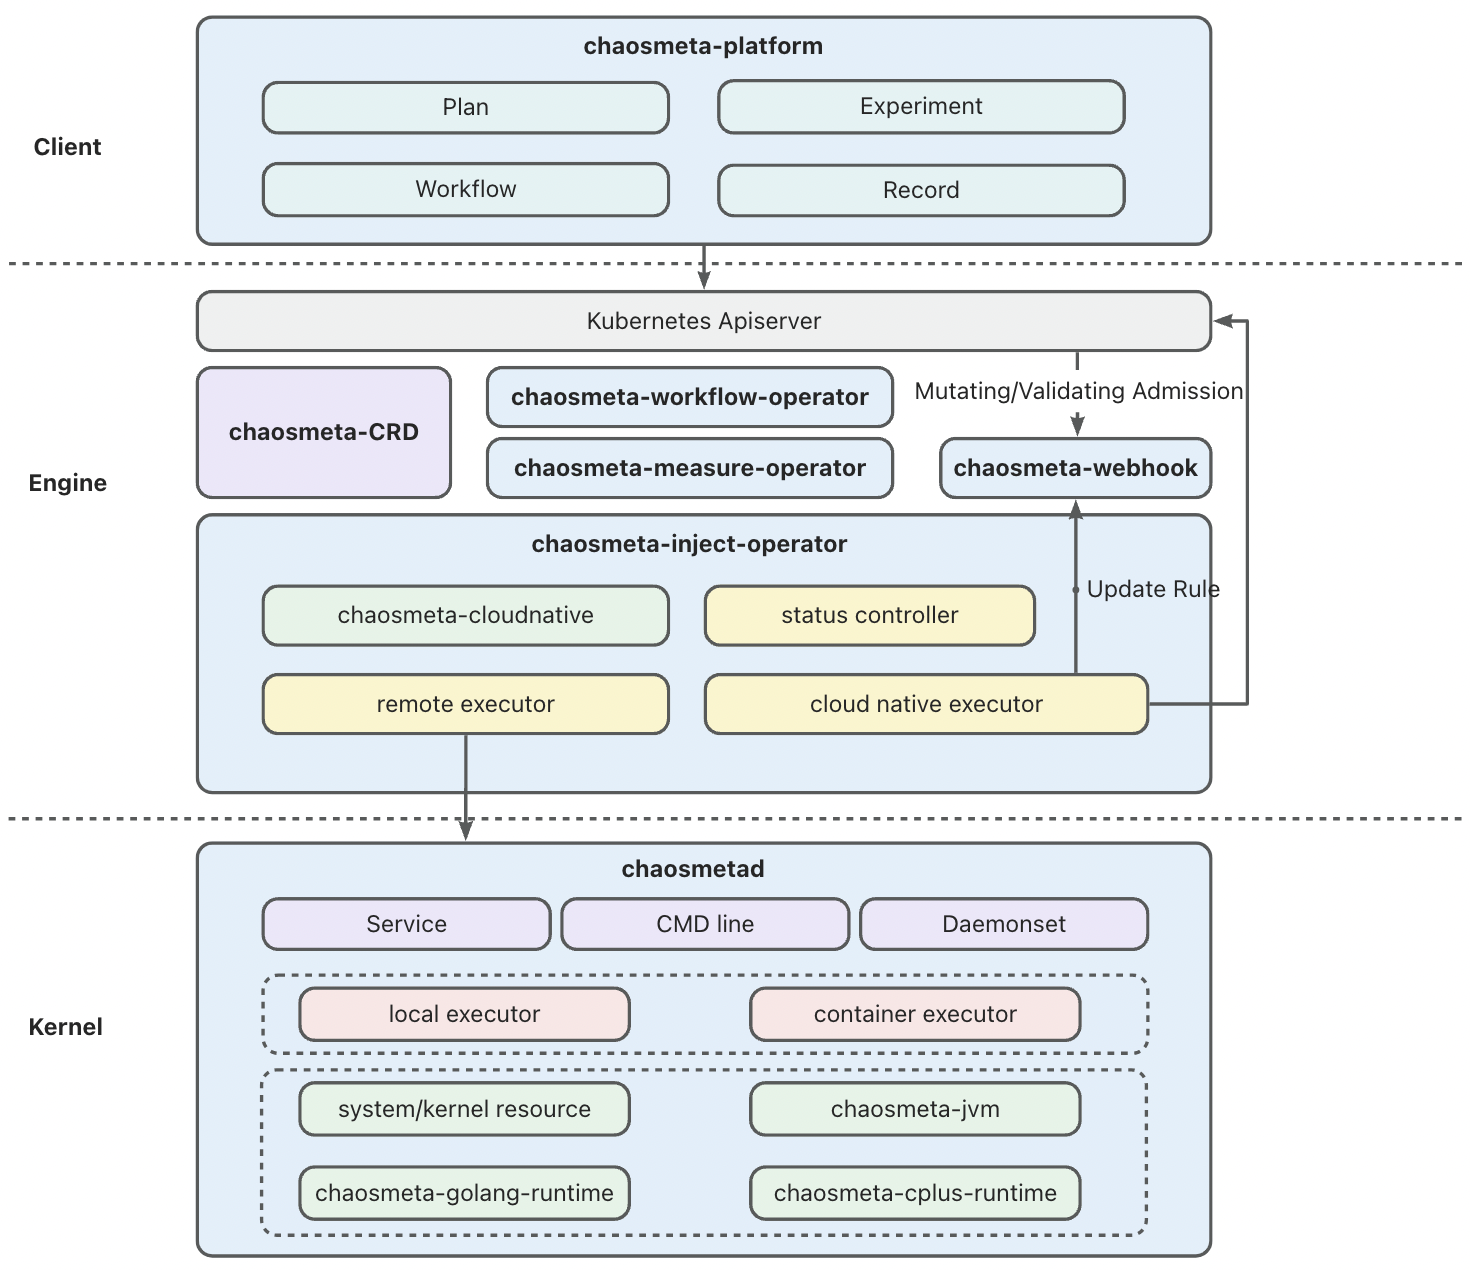 chaosmeta-platform
Plan
Experiment
Client
Workflow
Record
Kubernetes Apiserver
chaosmeta-CRD
chaosmeta-workflow-operator
Mutating/Validating Admission
chaosmeta-measure-operator
chaosmeta-webhook
Engine
chaosmeta-inject-operator
Update Rule
chaosmeta-cloudnative
status controller
remote executor
cloud native executor
chaosmetad
Service
CMD line
Daemonset
Kernel
local executor
container executor
system/kernel resource
chaosmeta-jvm
chaosmeta-golang-runtime
chaosmeta-cplus-runtime